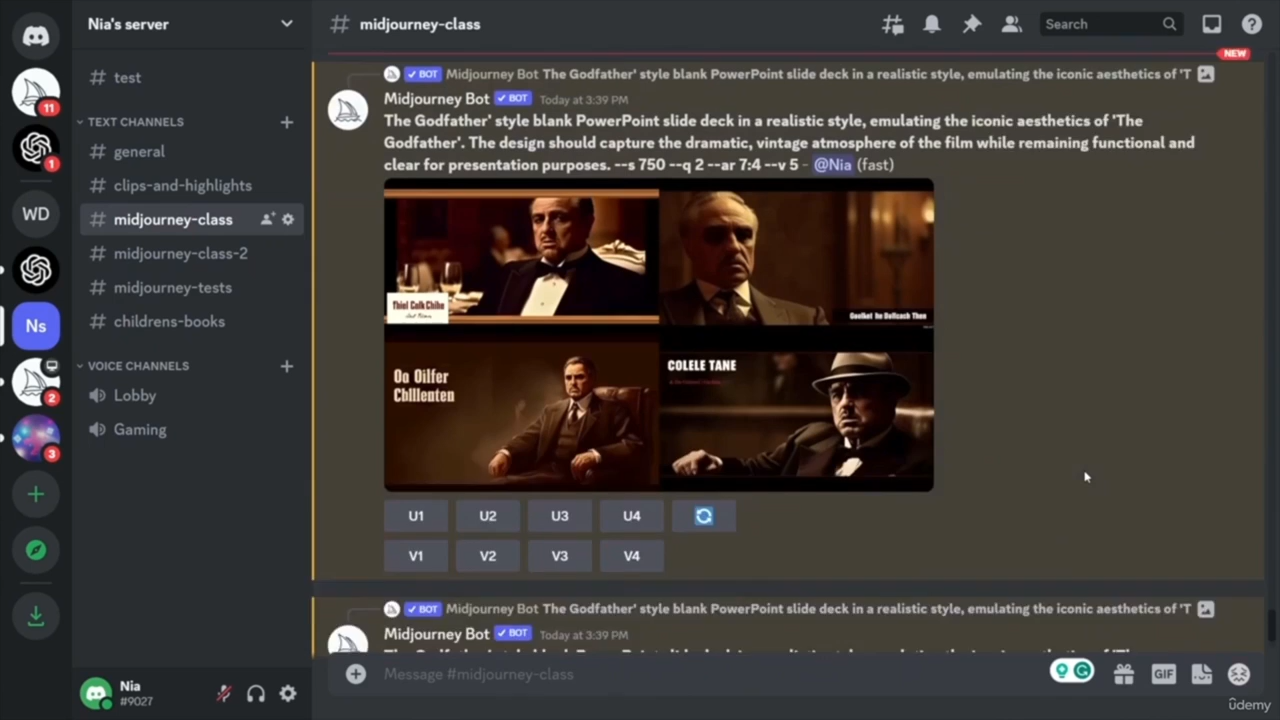 Nia's server
midjourney-class
Search
NEW
test
11
TEXT CHANNELS
1
general
clips-and-highlights
WD
midjourney-class
midjourney-class-2
midjourney-tests
Ns
childrens-books
VOICE CHANNELS
2
Lobby
Gaming
3
BOT Midjourney Bot The Godfather' style blank PowerPoint slide deck in a realistic style, emulating the iconic aesthetics of 'T
Midjourney Bot BOT Today at 3:39 PM
The Godfather' style blank PowerPoint slide deck in a realistic style, emulating the iconic aesthetics of 'The
Godfather'. The design should capture the dramatic, vintage atmosphere of the film while remaining functional and
clear for presentation purposes. --s 750 --q 2 --ar 7:4 --v 5 - @Nia (fast)
Oa Oilfer
Chlllenten
COLELE TANE
U1 U2 U3 U4
V1 V2 V3 V4
BOT Midjourney Bot The Godfather' style blank PowerPoint slide deck in a realistic style, emulating the iconic aesthetics of 'T
Midjourney Bot BOT Today at 3:39 PM
Message #midjourney-class
GIF
Nia
#9027
ûdemy